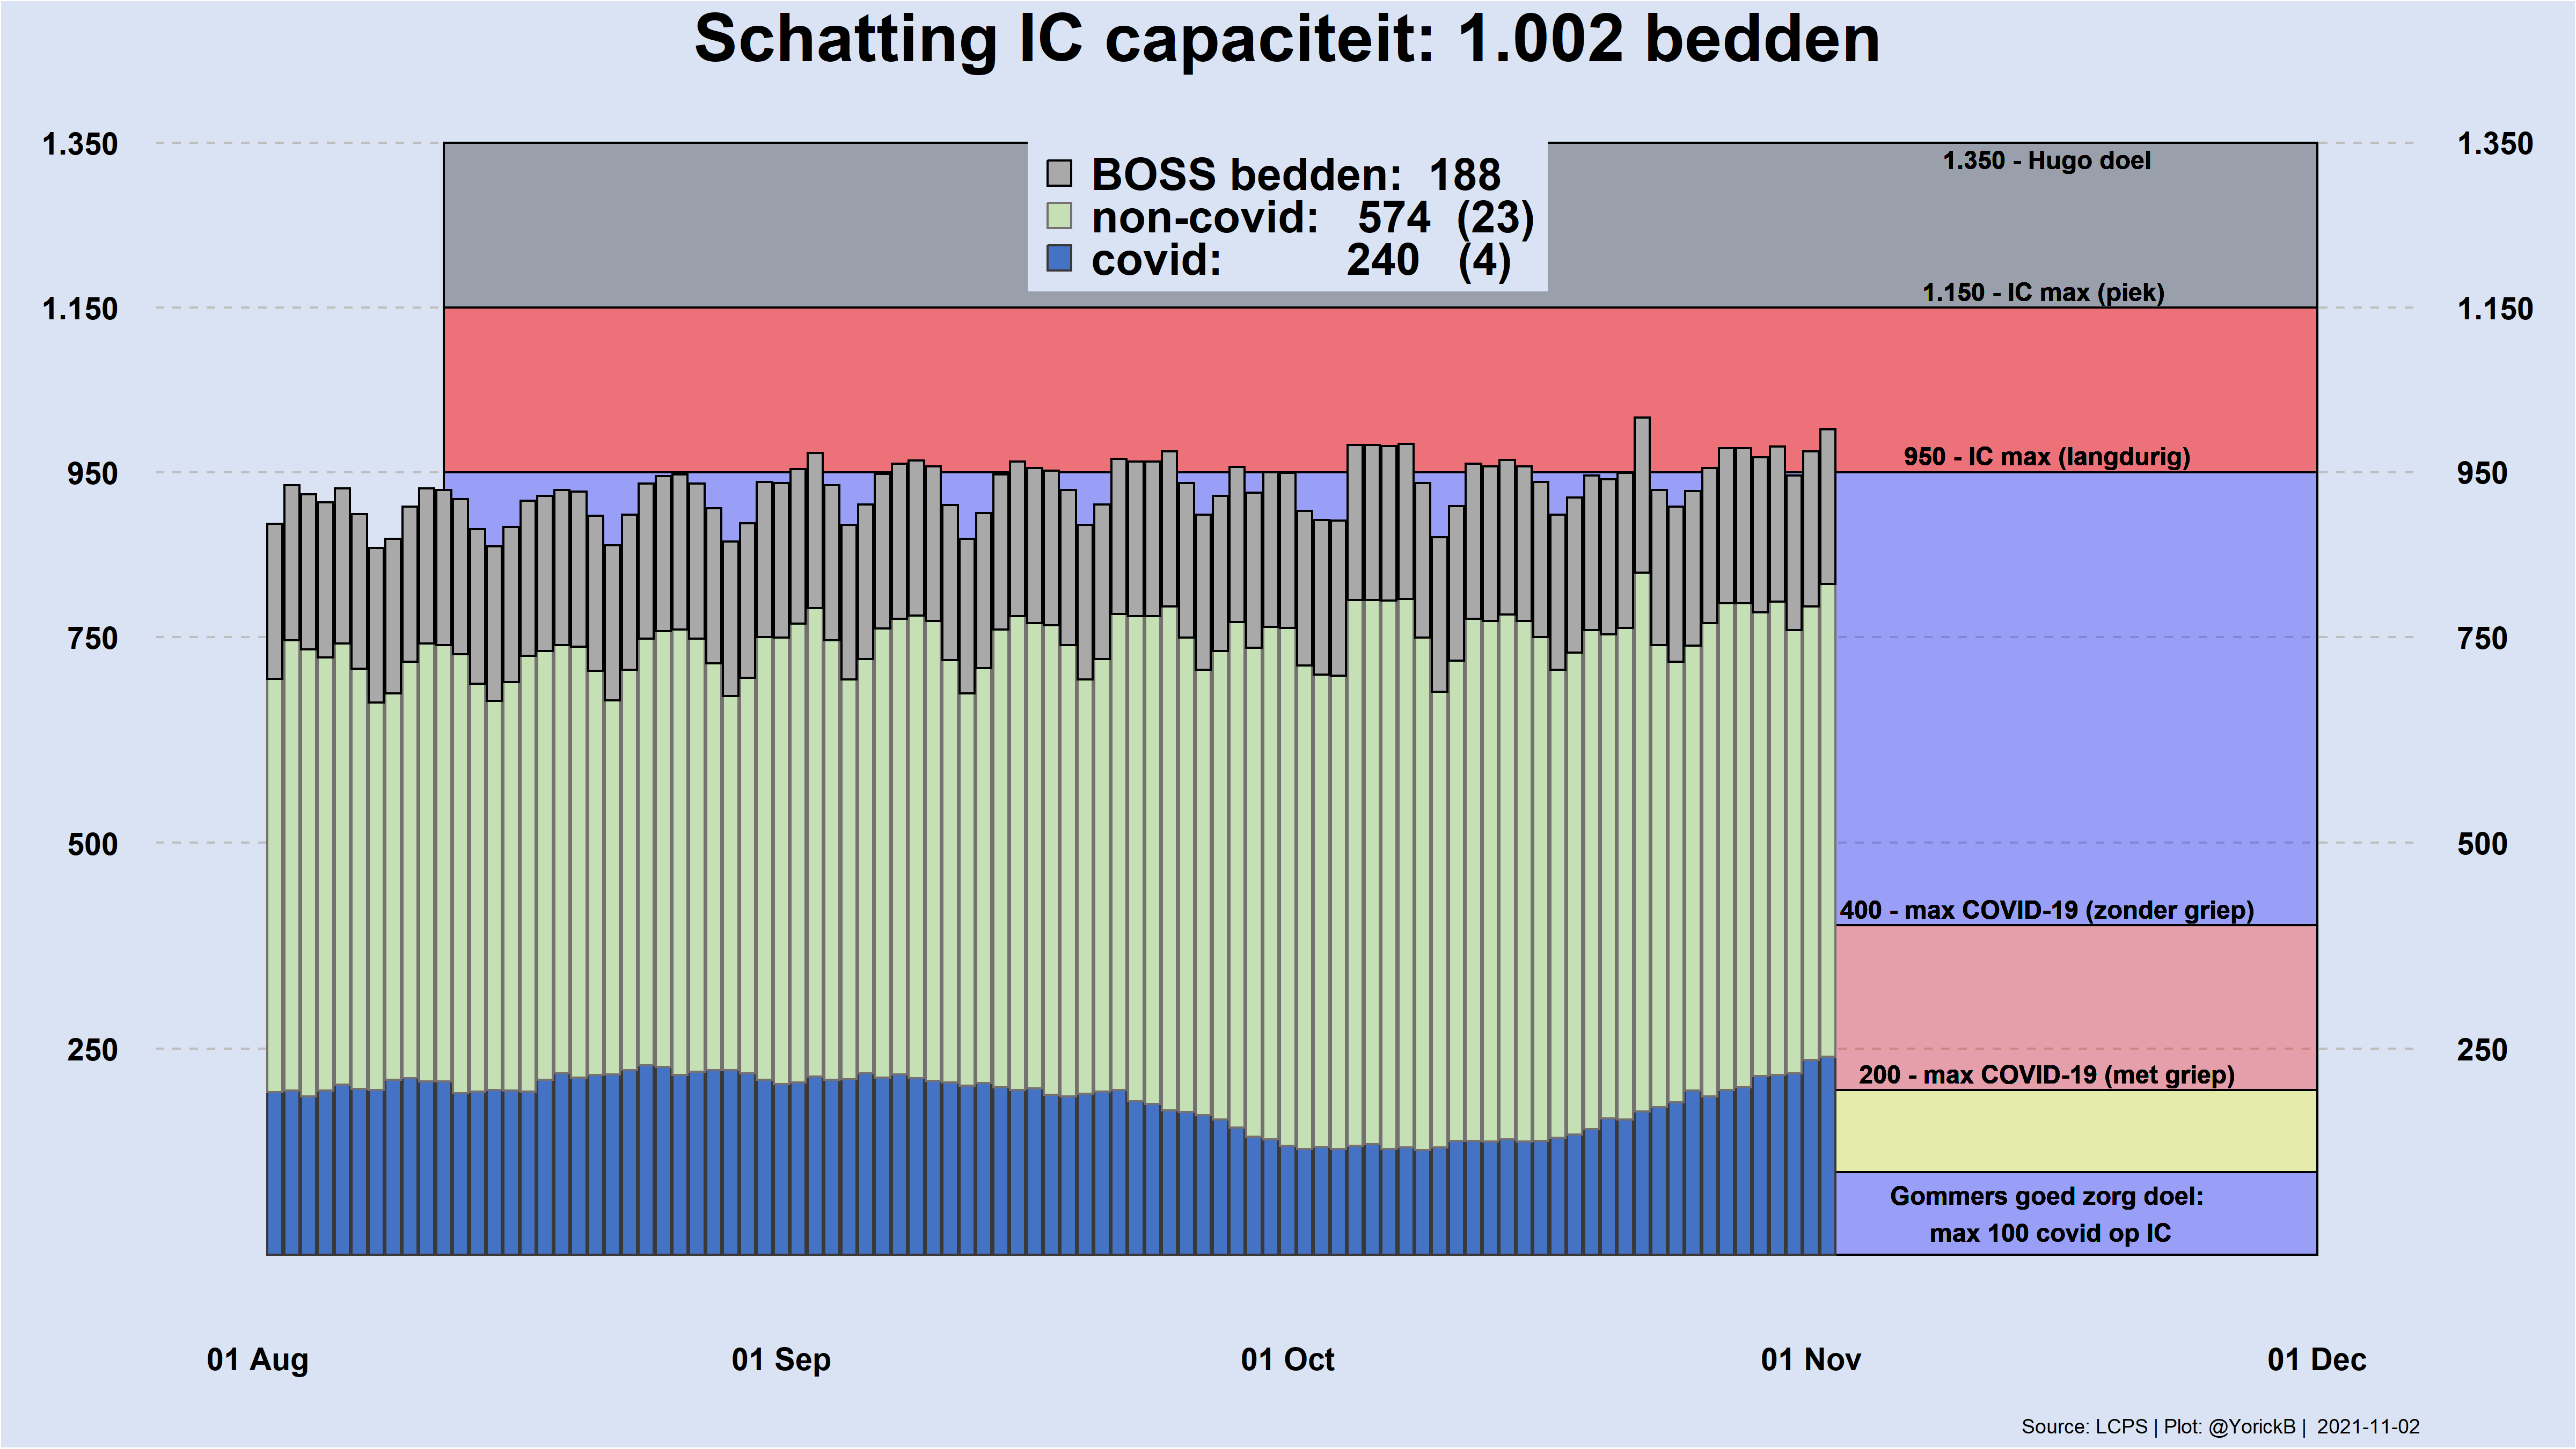 Schatting IC capaciteit: 1.002 bedden
1.350
1.350
1.350 - Hugo doel
BOSS bedden: 188
non-covid: 574 (23)
covid: 240 (4)
1.150 - IC max (piek)
1.150
1.150
950 - IC max (langdurig)
950
950
750
750
500
500
400 - max COVID-19 (zonder griep)
250
250
200 - max COVID-19 (met griep)
Gommers goed zorg doel:
max 100 covid op IC
01 Aug
01 Sep
01 Oct
01 Nov
01 Dec
Source: LCPS | Plot: @YorickB | 2021-11-02